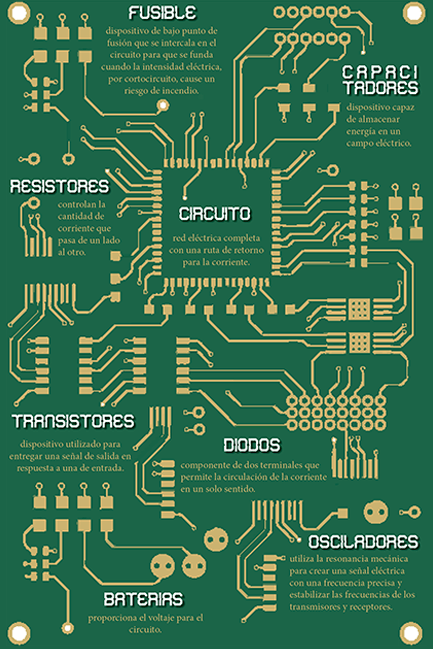 FUSIBLE
dispositivo de bajo punto de
fusión que se intercala en el
circuito para que se funda
cuando la intensidad eléctrica,
por cortocircuito, cause un
riesgo de incendio.
CAPACI
TADORES
dispositivo capaz
de almacenar
energía en un
campo eléctrico.
RESISTORES
controlan la
cantidad de
corriente que
pasa de un lado
al otro.
CIRCUITO
red eléctrica completa
con una ruta de retorno
para la corriente.
TRANSISTORES
dispositivo utilizado para
entregar una señal de salida en
respuesta a una de entrada.
DIODOS
componente de dos terminales que
permite la circulación de la corriente
en un solo sentido.
OSCILADORES
utiliza la resonancia mecánica
para crear una señal eléctrica
con una frecuencia precisa y
estabilizar las frecuencias de los
transmisores y receptores.
BATERIAS
proporciona el voltaje para el
circuito.